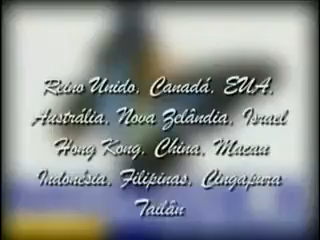 Reino Unido, Canadá, EUA,
Austrália, Nova Zelândia, Israel
Hong Kong, China, Macau
Indonésia, Filipinas, Cingapura
Tailân